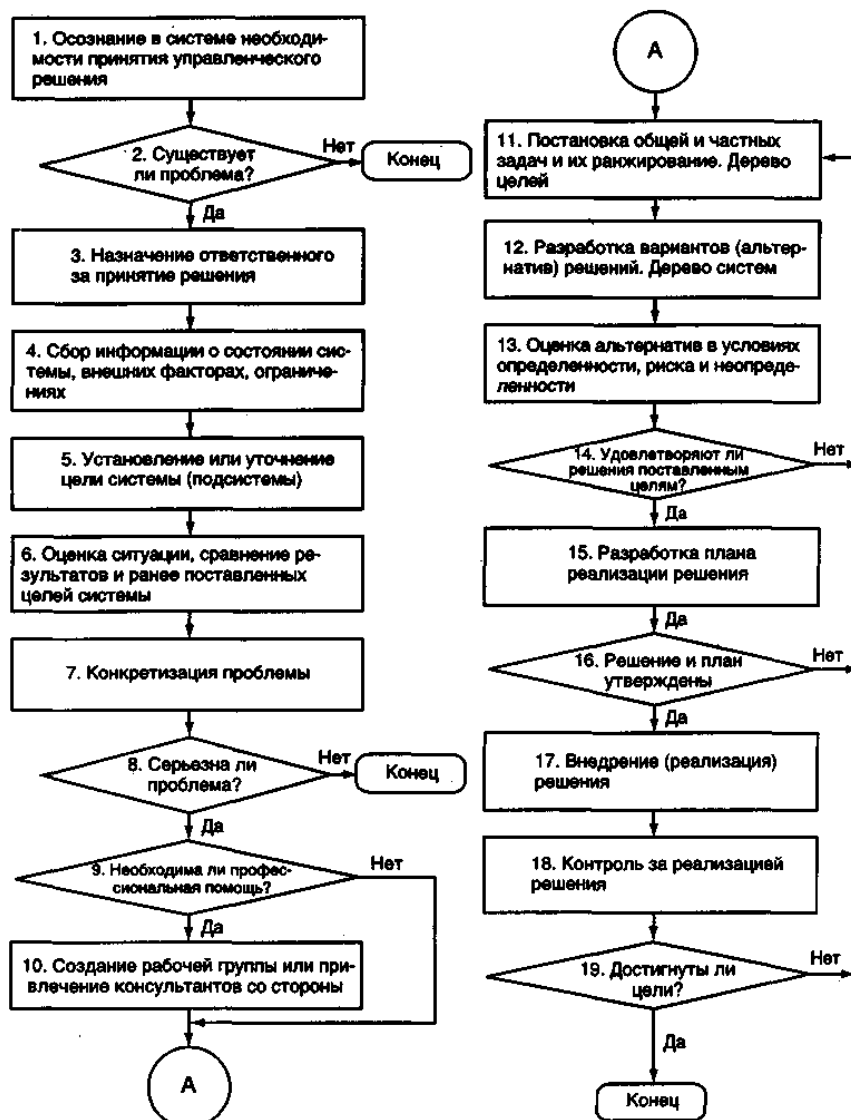 1. Осознание в системе необходи-
мости принятия управленческого
решения
2. Существует
ли проблема?
Нет
Конец
Да
3. Назначение ответственного
за принятие решения
4. Сбор информации о состоянии сис-
темы, внешних факторах, ограниче-
ниях
5. Установление или уточнение
цели системы (подсистемы)
6. Оценка ситуации, сравнение ре-
зультатов и ранее поставленных
целей системы
7. Конкретизация проблемы
8. Серьезна ли
проблема?
Нет
Конец
Да
9. Необходима ли профес-
сиональная помощь?
Нет
Да
10. Создание рабочей группы или при-
влечение консультантов со стороны
А
А
11. Постановка общей и частных
задач и их ранжирование. Дерево
целей
12. Разработка вариантов (альтер-
натив) решений. Дерево систем
13. Оценка альтернатив в условиях
определенности, риска и неопреде-
ленности
14. Удовлетворяют ли
решения поставленным
целям?
Нет
Да
15. Разработка плана
реализации решения
Да
16. Решение и план
утверждены
Нет
Да
17. Внедрение (реализация)
решения
18. Контроль за реализацией
решения
19. Достигнуты ли
цели?
Нет
Да
Конец